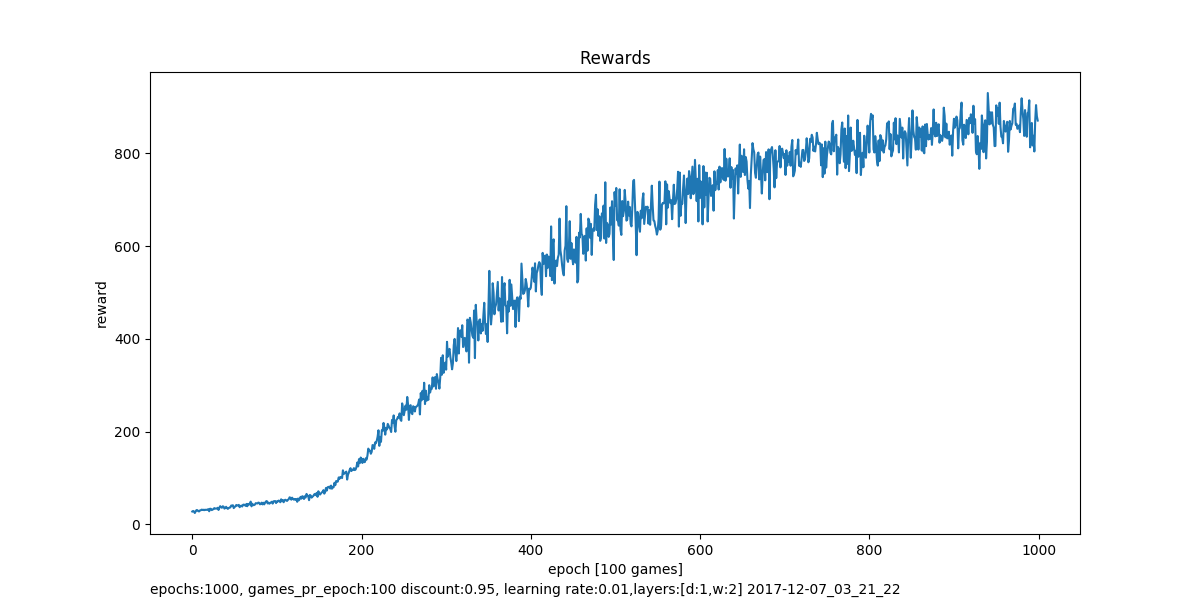 Rewards
reward
800
600
400
200
0
0 200 400 600 800 1000
epoch [100 games]
epochs:1000, games_pr_epoch:100 discount:0.95, learning rate:0.01,layers:[d:1,w:2] 2017-12-07_03_21_22